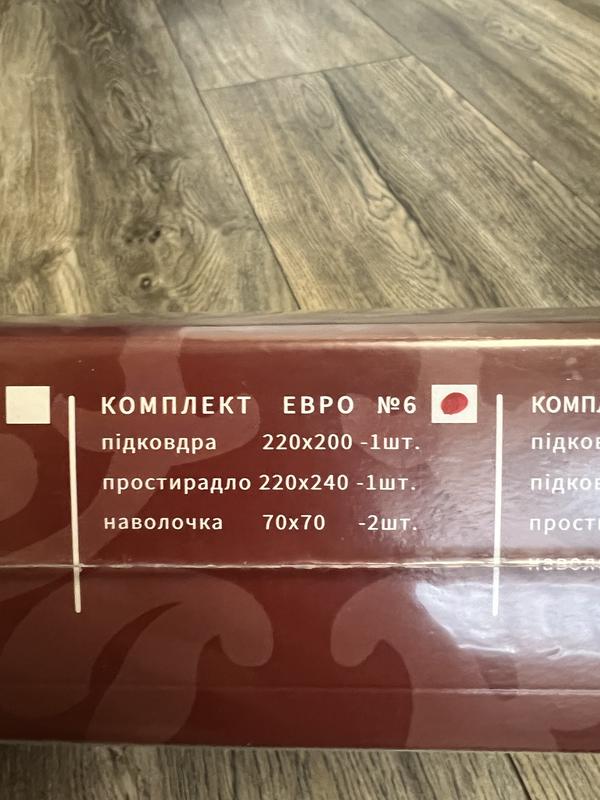 КОМПЛЕКТ ЕВРО №6
підковдра 220х200 -1шт.
простирадло 220х240 -1шт.
наволочка 70х70 -2шт.